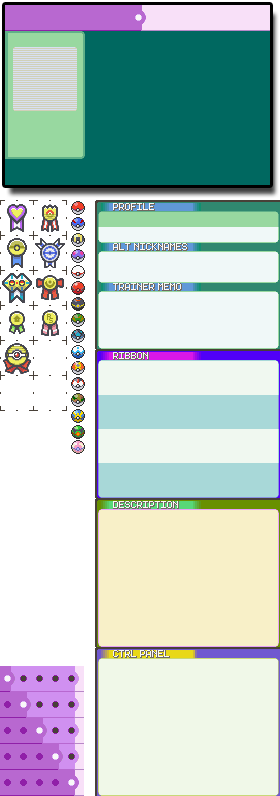 PROFILE
ALT NICKNAMES
TRAINER MEMO
RIBBON
DESCRIPTION
CTRL PANEL